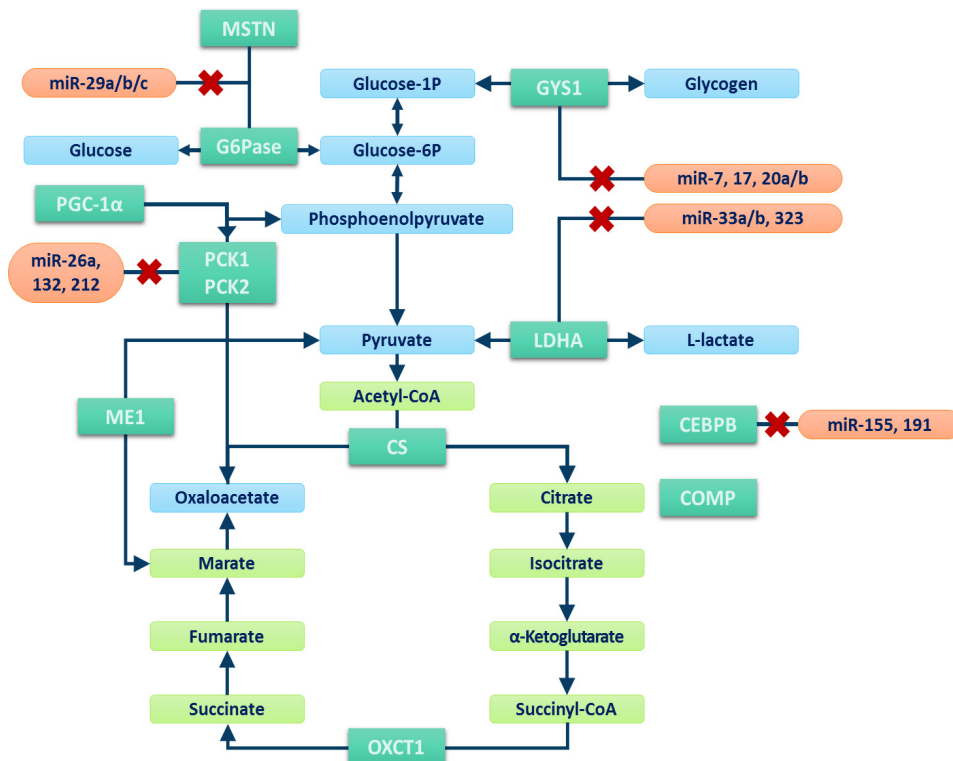 MSTN
miR-29a/b/c
Glucose-1P
GYS1
Glycogen
Glucose
G6Pase
Glucose-6P
miR-7, 17, 20a/b
PGC-1α
Phosphoenolpyruvate
miR-33a/b, 323
miR-26a,
132, 212
PCK1
PCK2
Pyruvate
LDHA
L-lactate
Acetyl-CoA
ME1
CEBPB
miR-155, 191
CS
Oxaloacetate
Citrate
COMP
Marate
Isocitrate
Fumarate
α-Ketoglutarate
Succinate
Succinyl-CoA
OXCT1